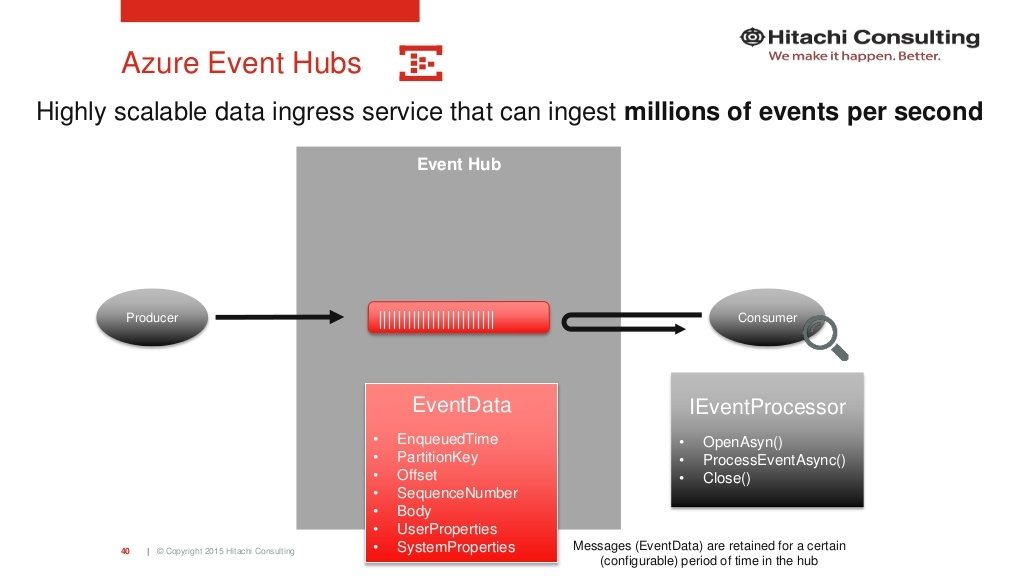 Hitachi Consulting
We make it happen. Better.
Azure Event Hubs
Highly scalable data ingress service that can ingest millions of events per second
Event Hub
Producer
Consumer
EventData
• EnqueuedTime
• PartitionKey
• Offset
• SequenceNumber
• Body
• UserProperties
• SystemProperties
IEventProcessor
• OpenAsyn()
• ProcessEventAsync()
• Close()
Messages (EventData) are retained for a certain
(configurable) period of time in the hub
40 | © Copyright 2015 Hitachi Consulting